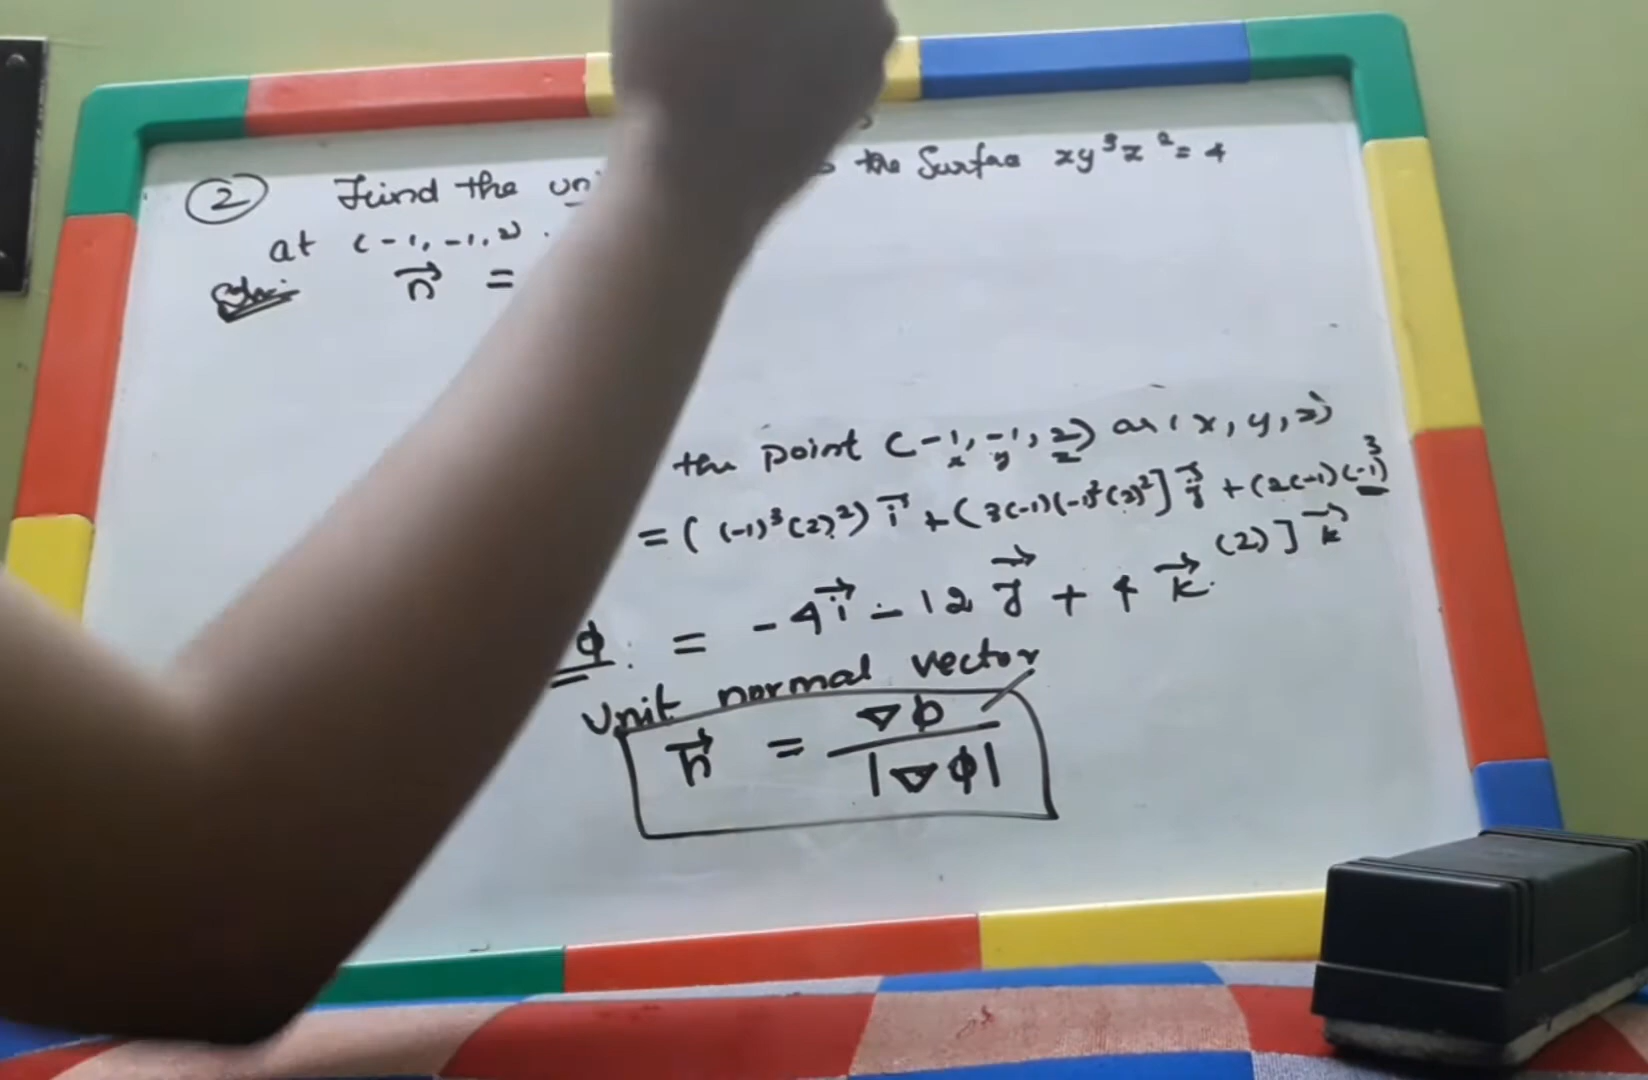 ② Find the the Surface xy³z² = 4
at (-1, -1, 2).
Soln: n⃗ =
the point (-1, -1, 2) as (x, y, z)
x y z
= ( (-1)³(2)²) i⃗ + ( 3(-1)(-1)²(2)² ] j⃗ + (2(-1)(-1)³
(2) ] k⃗
ϕ = -4i⃗ - 12 j⃗ + 4 k⃗.
Unit normal vector
n⃗ = ∇ϕ / |∇ϕ|